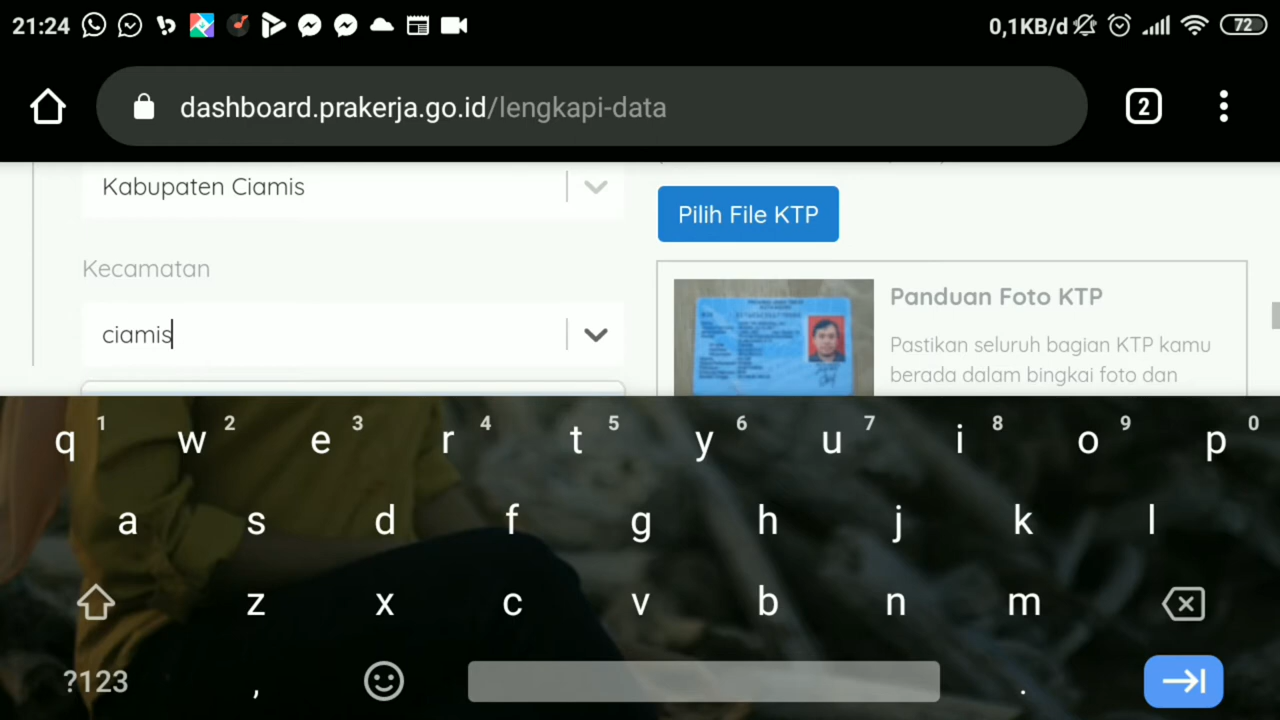 21:24
0,1KB/d
72
dashboard.prakerja.go.id/lengkapi-data
2
Kabupaten Ciamis
Pilih File KTP
Kecamatan
ciamis
Panduan Foto KTP
Pastikan seluruh bagian KTP kamu
berada dalam bingkai foto dan
q 1 w 2 e 3 r 4 t 5 y 6 u 7 i 8 o 9 p 0
a s d f g h j k l
z x c v b n m
?123 , .